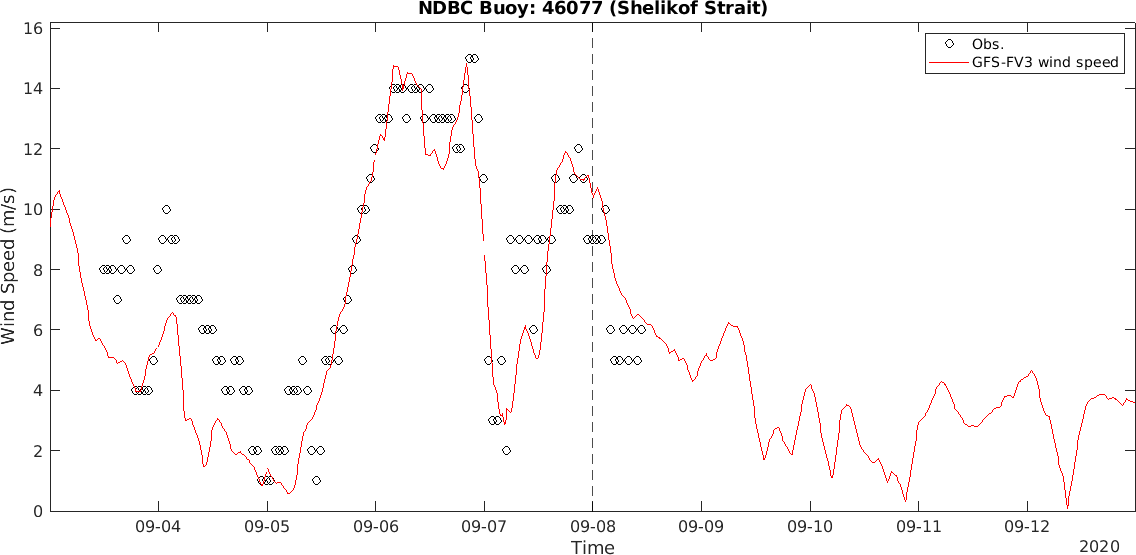 NDBC Buoy: 46077 (Shelikof Strait)
16
14
12
10
8
6
4
2
0
Wind Speed (m/s)
Obs.
GFS-FV3 wind speed
09-04 09-05 09-06 09-07 09-08 09-09 09-10 09-11 09-12
Time
2020